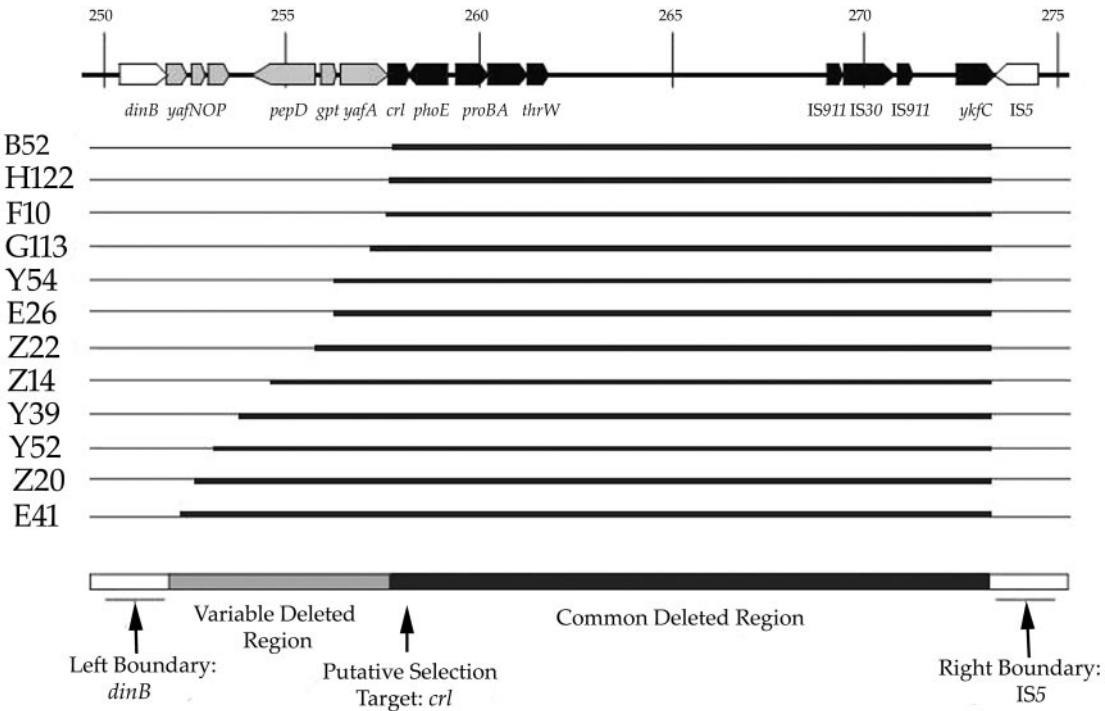 250 255 260 265 270 275
dinB yafNOP pepD gpt yafA crl phoE proBA thrW IS911 IS30 IS911 ykfC IS5
B52
H122
F10
G113
Y54
E26
Z22
Z14
Y39
Y52
Z20
E41
Variable Deleted
Region
Common Deleted Region
Left Boundary:
dinB
Putative Selection
Target: crl
Right Boundary:
IS5